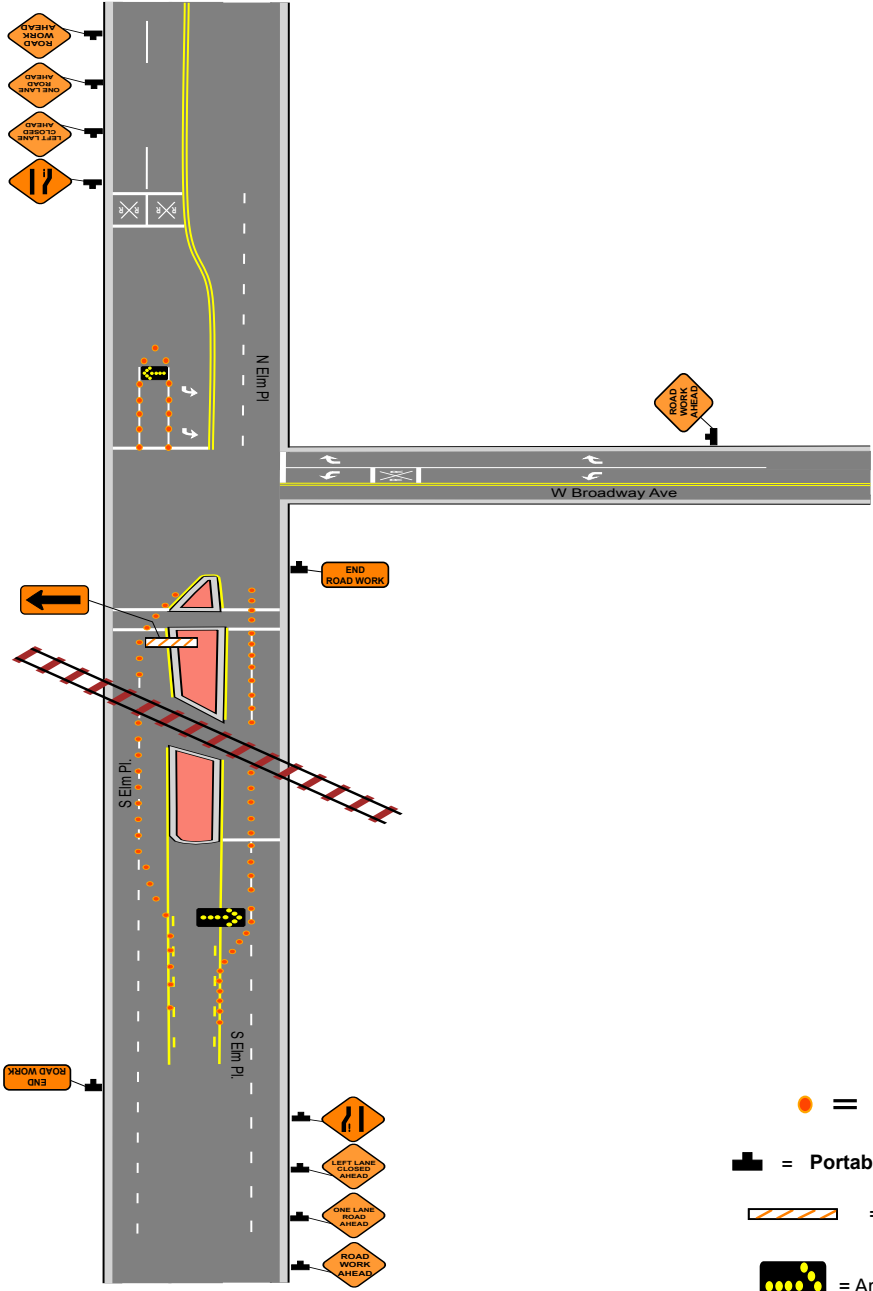 ROAD
WORK
AHEAD
ONE LANE
ROAD
AHEAD
LEFT LANE
CLOSED
AHEAD
N Elm Pl
ROAD
WORK
AHEAD
W Broadway Ave
END
ROAD WORK
S Elm Pl.
S Elm Pl.
END
ROAD WORK
LEFT LANE
CLOSED
AHEAD
ONE LANE
ROAD
AHEAD
ROAD
WORK
AHEAD
=
= Portab
=
= Ar